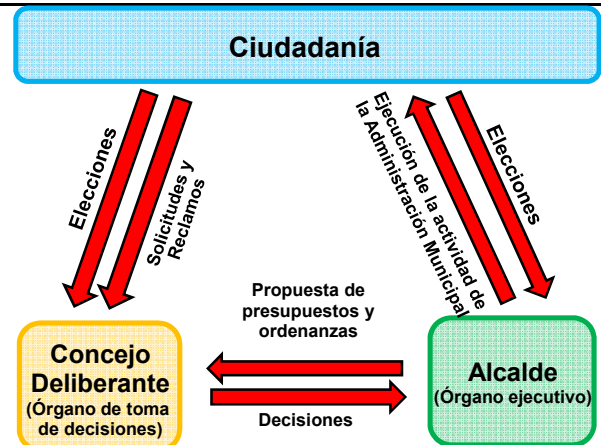 Ciudadanía
Elecciones
Solicitudes y
Reclamos
Ejecución de la actividad de
la Administración Municipal
Elecciones
Propuesta de
presupuestos y
ordenanzas
Concejo
Deliberante
(Órgano de toma
de decisiones)
Decisiones
Alcalde
(Órgano ejecutivo)